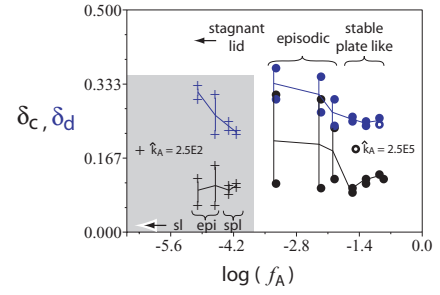 0.500
stagnant
lid
episodic
stable
plate like
0.333
δc , δd
+ k̂A = 2.5E2
k̂A = 2.5E5
0.167
0.000
sl epi spl
-5.6 -4.2 -2.8 -1.4 0.0
log ( fA )